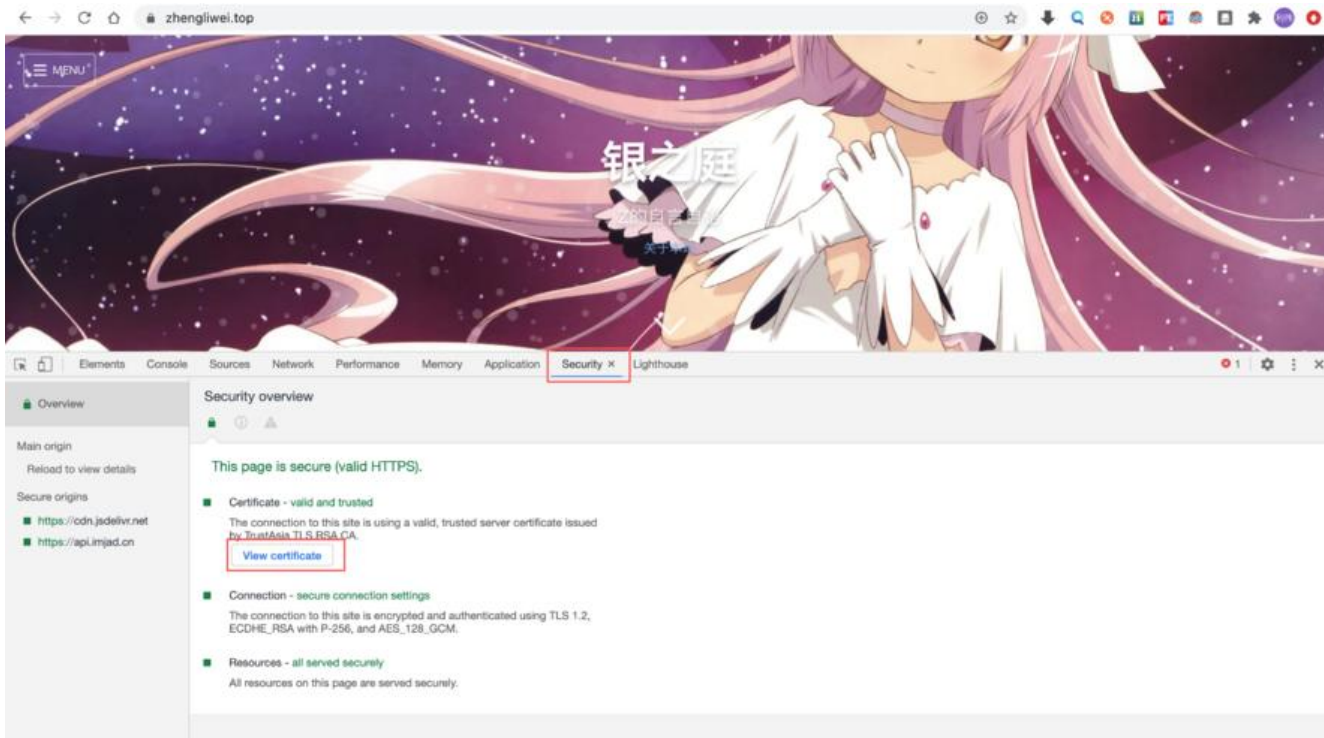 zhengliwei.top
MENU
银之庭
关于
Elements Console Sources Network Performance Memory Application Security × Lighthouse 1
Overview
Security overview
Main origin
Reload to view details
Secure origins
https://cdn.jsdelivr.net
https://api.imjad.cn
This page is secure (valid HTTPS).
Certificate - valid and trusted
The connection to this site is using a valid, trusted server certificate issued
by TrustAsia TLS RSA CA.
View certificate
Connection - secure connection settings
The connection to this site is encrypted and authenticated using TLS 1.2,
ECDHE_RSA with P-256, and AES_128_GCM.
Resources - all served securely
All resources on this page are served securely.